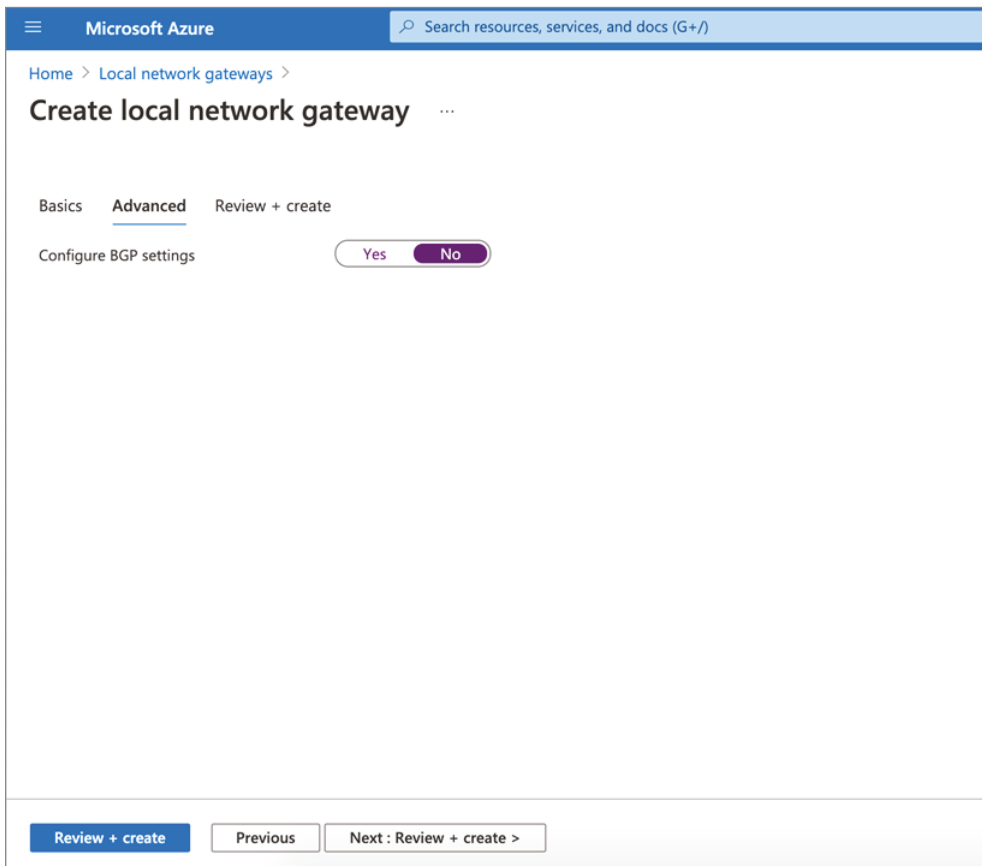 Microsoft Azure
Search resources, services, and docs (G+/)
Home > Local network gateways >
Create local network gateway ...
Basics Advanced Review + create
Configure BGP settings Yes No
Review + create Previous Next : Review + create >